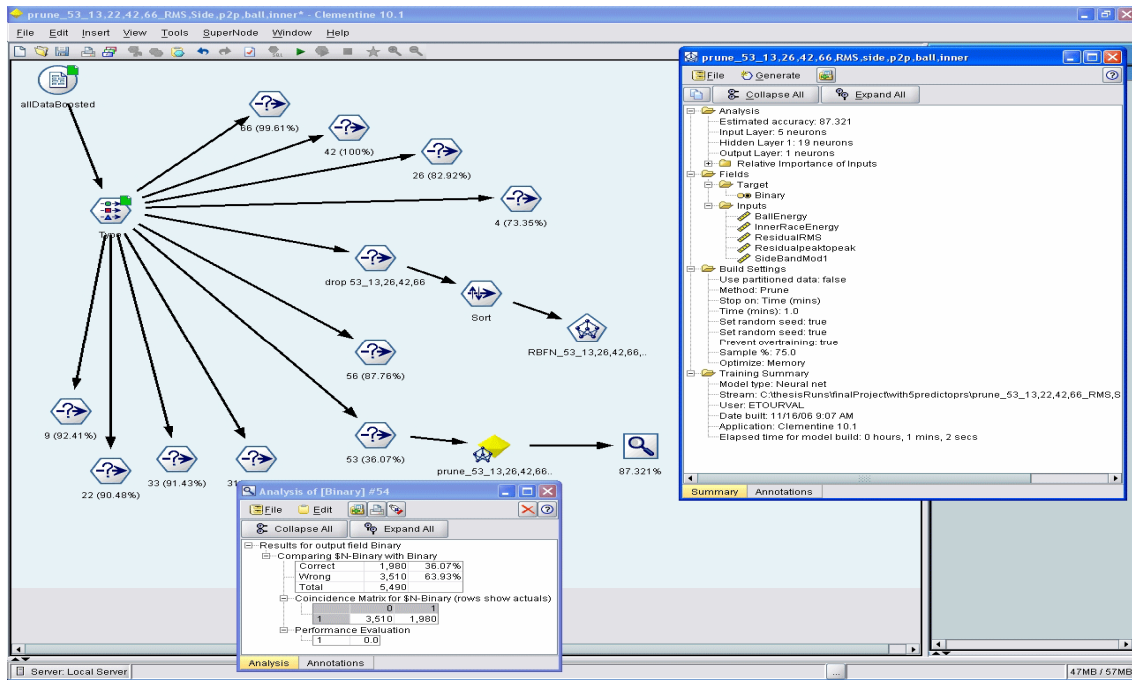 prune_53_13,22,42,66_RMS,Side,p2p,ball,inner* - Clementine 10.1
File Edit Insert View Tools SuperNode Window Help
allDataBoosted
66 (99.61%)
42 (100%)
26 (82.92%)
4 (73.35%)
Type
drop 53_13,26,42,66
Sort
RBFN_53_13,26,42,66,..
56 (87.76%)
9 (92.41%)
22 (90.48%)
33 (91.43%)
31
53 (36.07%)
prune_53_13,26,42,66..
87.321%
prune_53_13,26,42,66,RMS,side,p2p,ball,inner
File Generate
Collapse All Expand All
Analysis
Estimated accuracy: 87.321
Input Layer: 5 neurons
Hidden Layer 1: 19 neurons
Output Layer: 1 neurons
Relative Importance of Inputs
Fields
Target
Binary
Inputs
BallEnergy
InnerRaceEnergy
ResidualRMS
Residualpeaktopeak
SideBandMod1
Build Settings
Use partitioned data: false
Method: Prune
Stop on: Time (mins)
Time (mins): 1.0
Set random seed: true
Set random seed: true
Prevent overtraining: true
Sample %: 75.0
Optimize: Memory
Training Summary
Model type: Neural net
Stream: C:\thesisRuns\finalProject\with5predictoprs\prune_53_13,22,42,66_RMS,S
User: ETOURVAL
Date built: 11/16/06 9:07 AM
Application: Clementine 10.1
Elapsed time for model build: 0 hours, 1 mins, 2 secs
Summary Annotations
Analysis of [Binary] #54
File Edit
Collapse All Expand All
Results for output field Binary
Comparing $N-Binary with Binary
Correct 1,980 36.07%
Wrong 3,510 63.93%
Total 5,490
Coincidence Matrix for $N-Binary (rows show actuals)
0 1
1 3,510 1,980
Performance Evaluation
1 0.0
Analysis Annotations
Server: Local Server
...
47MB / 57MB